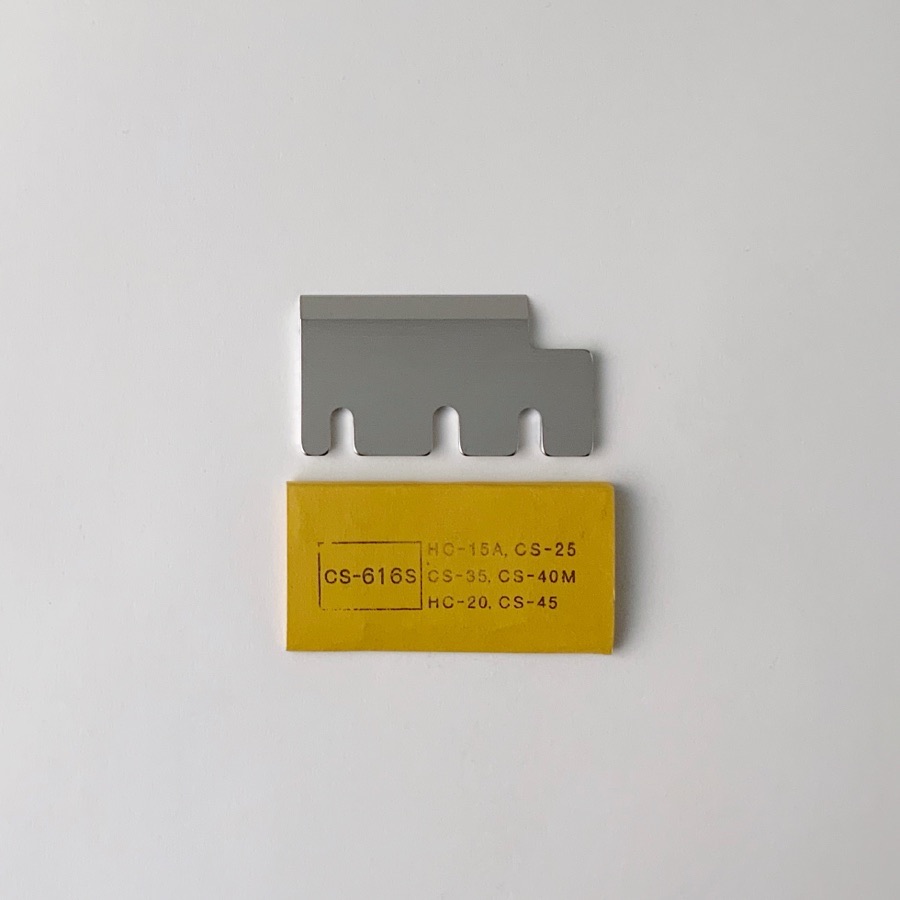 CS-616S
HC-15A, CS-25
CS-35, CS-40M
HC-20, CS-45